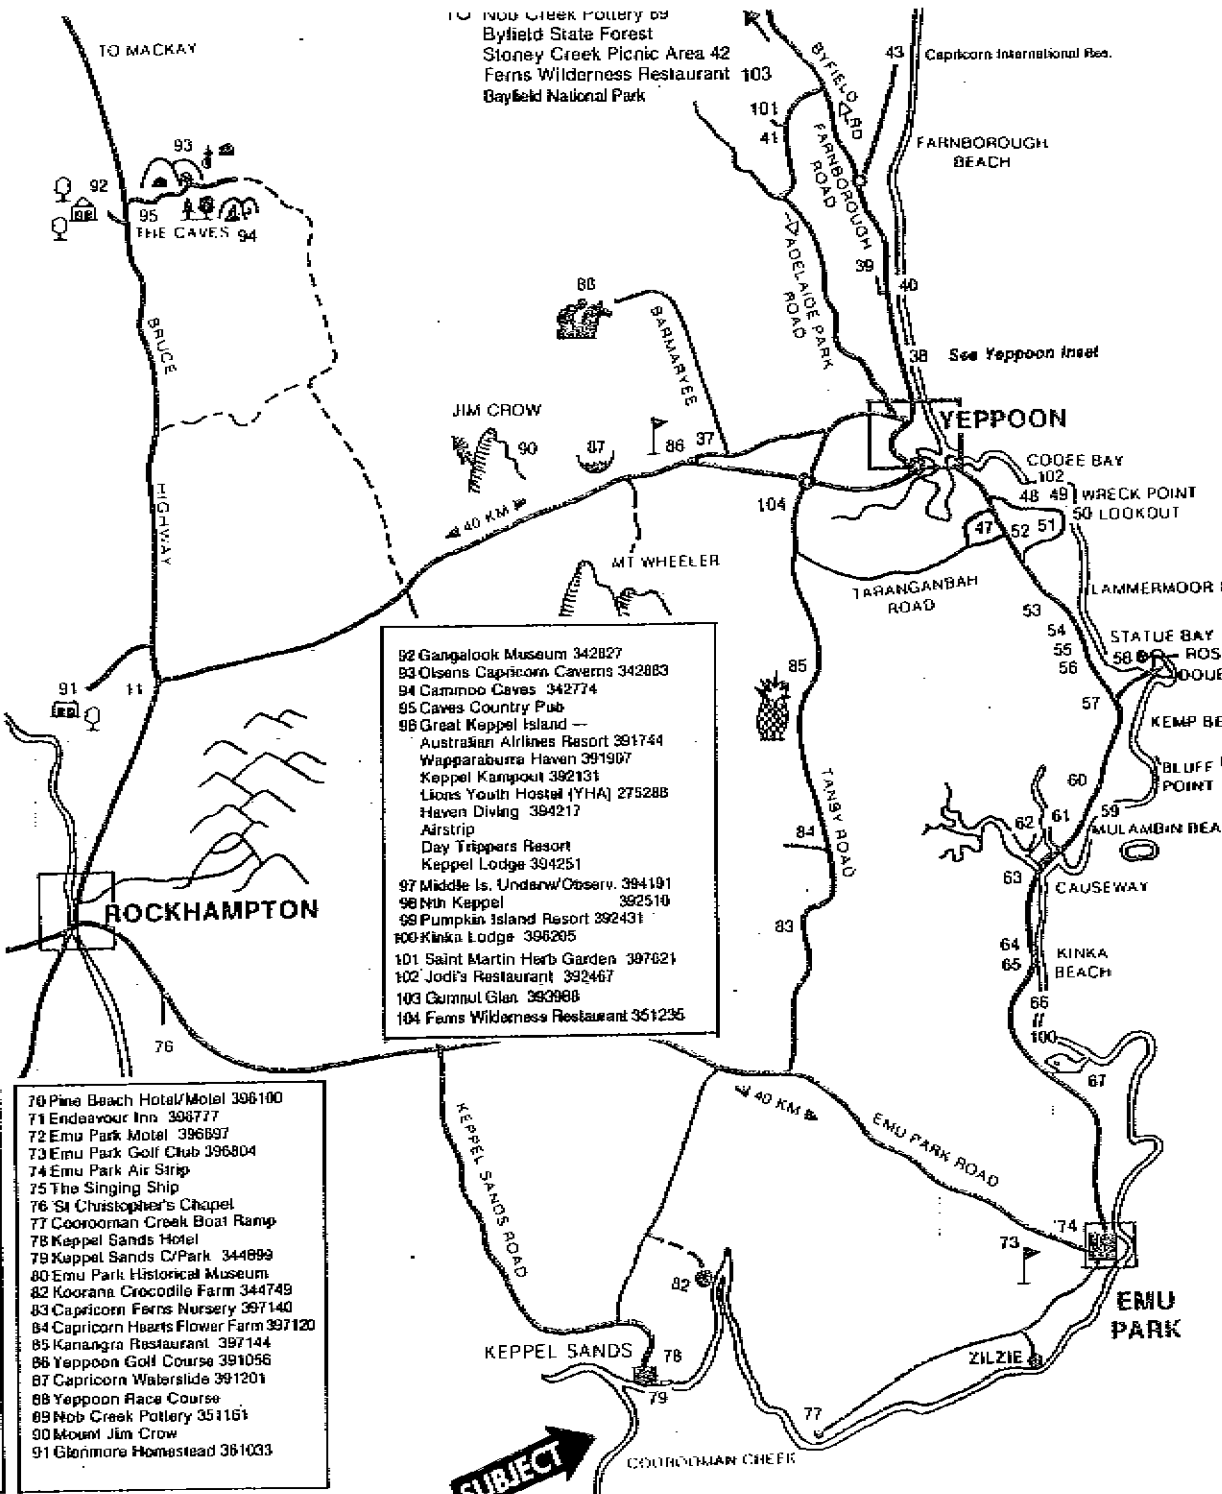 TO Nob Creek Pottery 89
Byfield State Forest
Stoney Creek Picnic Area 42
Ferns Wilderness Restaurant 103
Bayfield National Park
TO MACKAY
43 Capricorn International Res.
BYFIELD RD
101
41
FARNBOROUGH ROAD
FARNBOROUGH
BEACH
93
92
95
THE CAVES 94
ADELAIDE PARK ROAD
39
40
88
BARMARYEE
BRUCE
HIGHWAY
38 See Yeppoon Inset
JIM CROW
90
87
86
37
YEPPOON
COOEE BAY
102
48 49 WRECK POINT
50 LOOKOUT
47 52 51
104
40 KM
MT WHEELER
TARANGANBAH
ROAD
LAMMERMOOR
53
54
55
56
STATUE BAY
58
57
KEMP
85
91
11
BLUFF
POINT
60
59
61
62
MULAMBIN
63
CAUSEWAY
TANBY ROAD
84
83
64
65
KINKA
BEACH
66
100
67
92 Gangalook Museum 342827
93 Olsens Capricorn Caverns 342883
94 Cammoo Caves 342774
95 Caves Country Pub
96 Great Keppel Island —
Australian Airlines Resort 391744
Wapparaburra Haven 391907
Keppel Kampout 392131
Lions Youth Hostel (YHA) 275288
Haven Diving 394217
Airstrip
Day Trippers Resort
Keppel Lodge 394251
97 Middle Is. Underw/Observ. 394191
98 Nth Keppel 392510
99 Pumpkin Island Resort 392431
100 Kinka Lodge 396205
101 Saint Martin Herb Garden 397621
102 Jodi's Restaurant 392467
103 Gumnut Glen 393988
104 Ferns Wilderness Restaurant 351235
ROCKHAMPTON
76
70 Pine Beach Hotel/Motel 396100
71 Endeavour Inn 396777
72 Emu Park Motel 396697
73 Emu Park Golf Club 396804
74 Emu Park Air Strip
75 The Singing Ship
76 St Christopher's Chapel
77 Coorooman Creek Boat Ramp
78 Keppel Sands Hotel
79 Keppel Sands C/Park 344899
80 Emu Park Historical Museum
82 Koorana Crocodile Farm 344749
83 Capricorn Ferns Nursery 397140
84 Capricorn Hearts Flower Farm 397120
85 Kanangra Restaurant 397144
86 Yeppoon Golf Course 391056
87 Capricorn Waterslide 391201
88 Yeppoon Race Course
89 Nob Creek Pottery 351161
90 Mount Jim Crow
91 Glenmore Homestead 361033
KEPPEL SANDS ROAD
40 KM
EMU PARK ROAD
74
73
82
EMU
PARK
KEPPEL SANDS
78
79
ZILZIE
77
COOROOMAN CREEK
SUBJECT